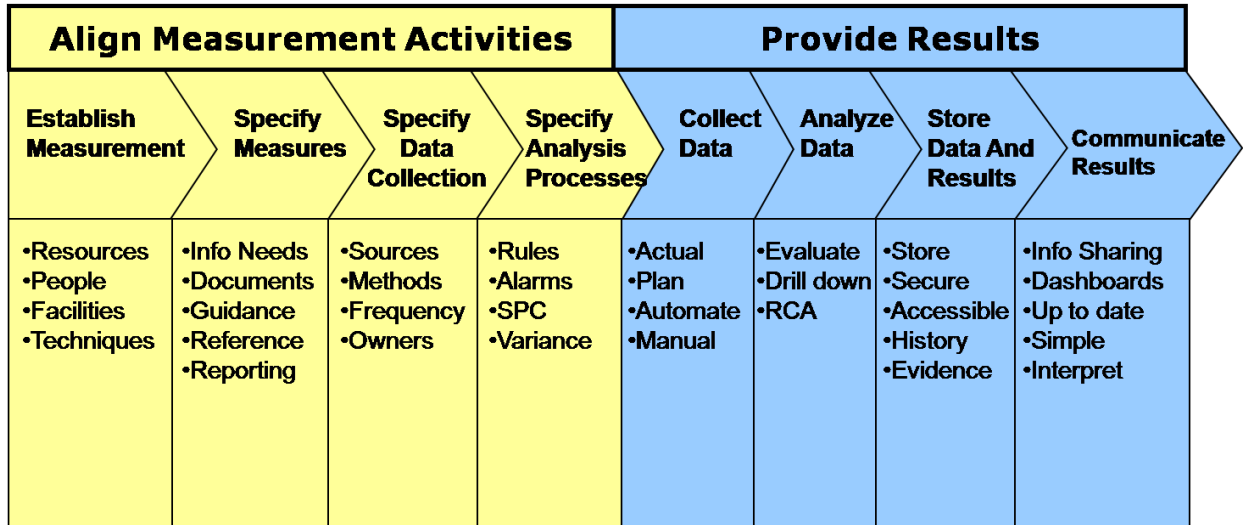 Align Measurement Activities
Provide Results
Establish
Measurement
Specify
Measures
Specify
Data
Collection
Specify
Analysis
Processes
Collect
Data
Analyze
Data
Store
Data And
Results
Communicate
Results
•Resources
•People
•Facilities
•Techniques
•Info Needs
•Documents
•Guidance
•Reference
•Reporting
•Sources
•Methods
•Frequency
•Owners
•Rules
•Alarms
•SPC
•Variance
•Actual
•Plan
•Automate
•Manual
•Evaluate
•Drill down
•RCA
•Store
•Secure
•Accessible
•History
•Evidence
•Info Sharing
•Dashboards
•Up to date
•Simple
•Interpret